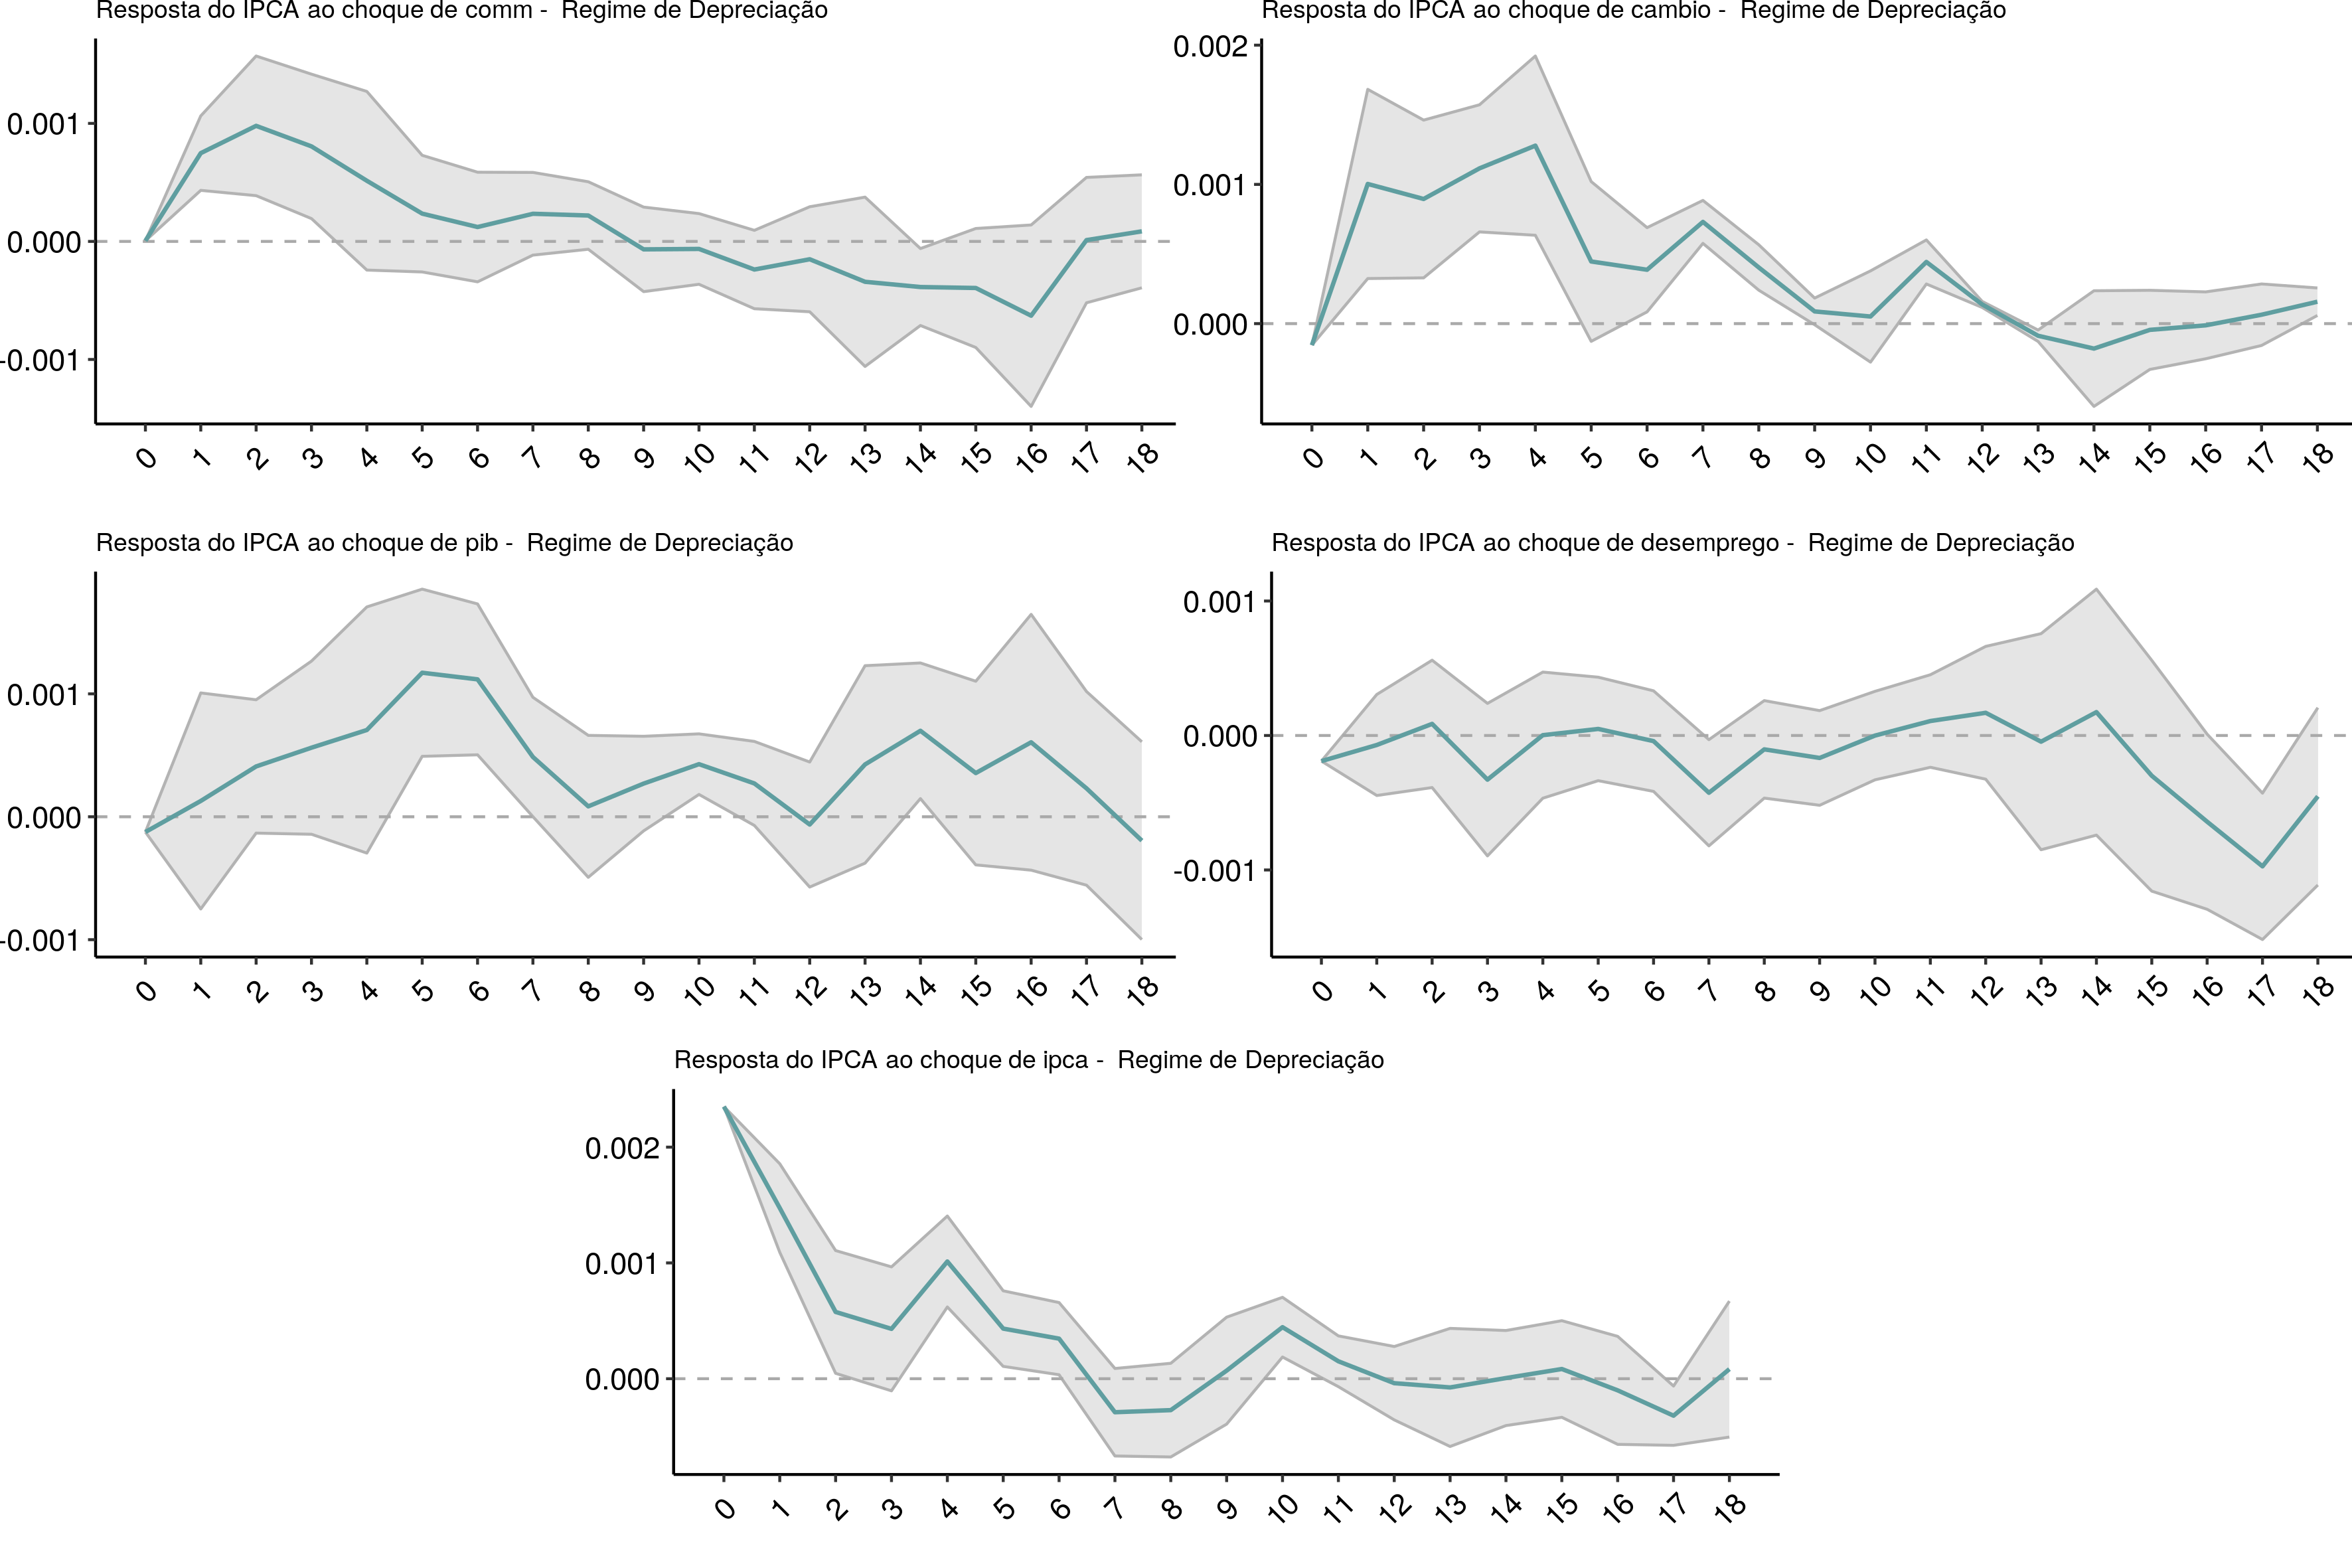 Resposta do IPCA ao choque de comm -  Regime de Depreciação
0.001
0.000
-0.001
0 1 2 3 4 5 6 7 8 9 10 11 12 13 14 15 16 17 18
Resposta do IPCA ao choque de cambio -  Regime de Depreciação
0.002
0.001
0.000
0 1 2 3 4 5 6 7 8 9 10 11 12 13 14 15 16 17 18
Resposta do IPCA ao choque de pib -  Regime de Depreciação
0.001
0.000
-0.001
0 1 2 3 4 5 6 7 8 9 10 11 12 13 14 15 16 17 18
Resposta do IPCA ao choque de desemprego -  Regime de Depreciação
0.001
0.000
-0.001
0 1 2 3 4 5 6 7 8 9 10 11 12 13 14 15 16 17 18
Resposta do IPCA ao choque de ipca -  Regime de Depreciação
0.002
0.001
0.000
0 1 2 3 4 5 6 7 8 9 10 11 12 13 14 15 16 17 18